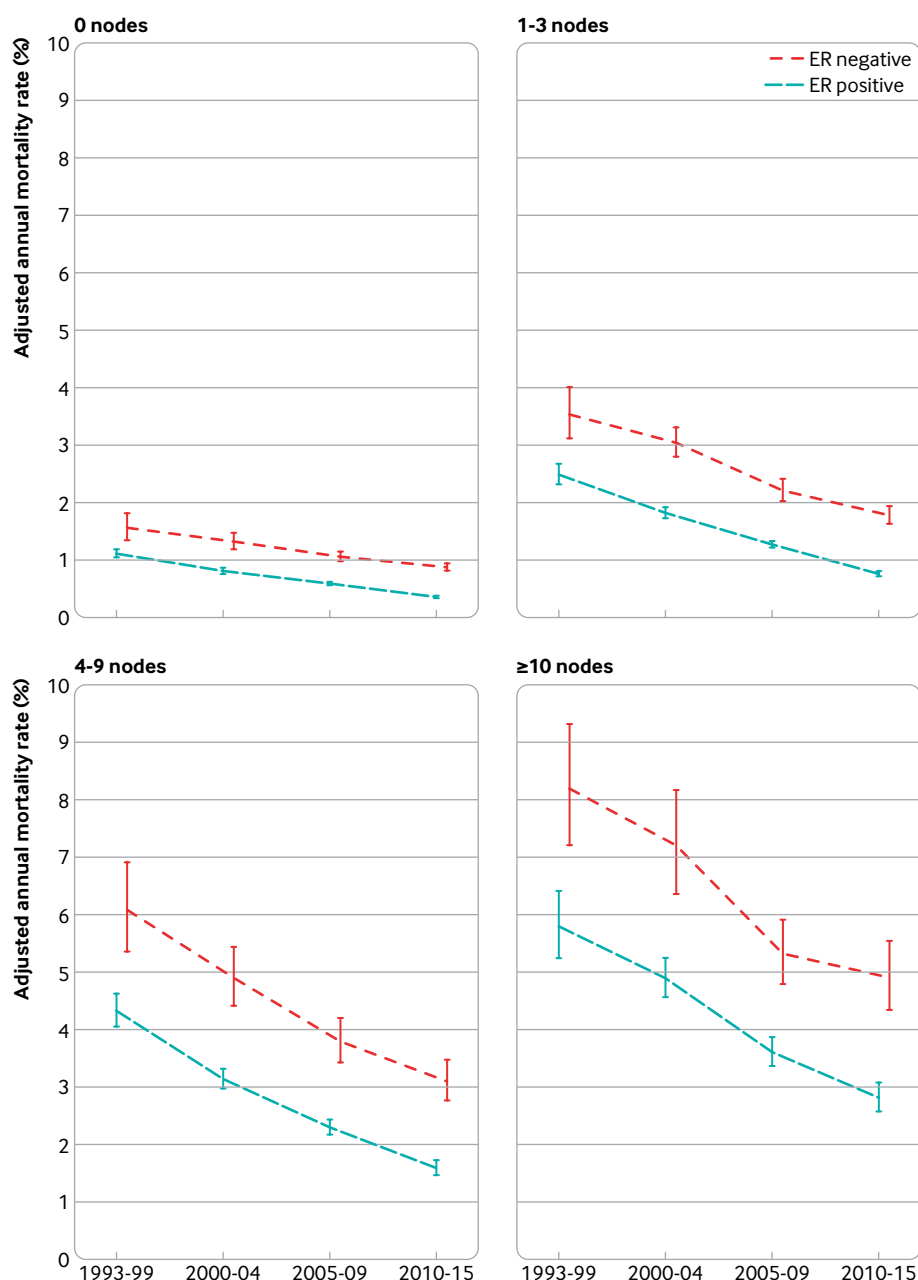 0 nodes
Adjusted annual mortality rate (%)
10
9
8
7
6
5
4
3
2
1
0
1-3 nodes
ER negative
ER positive
4-9 nodes
Adjusted annual mortality rate (%)
10
9
8
7
6
5
4
3
2
1
0
1993-99 2000-04 2005-09 2010-15
≥10 nodes
1993-99 2000-04 2005-09 2010-15